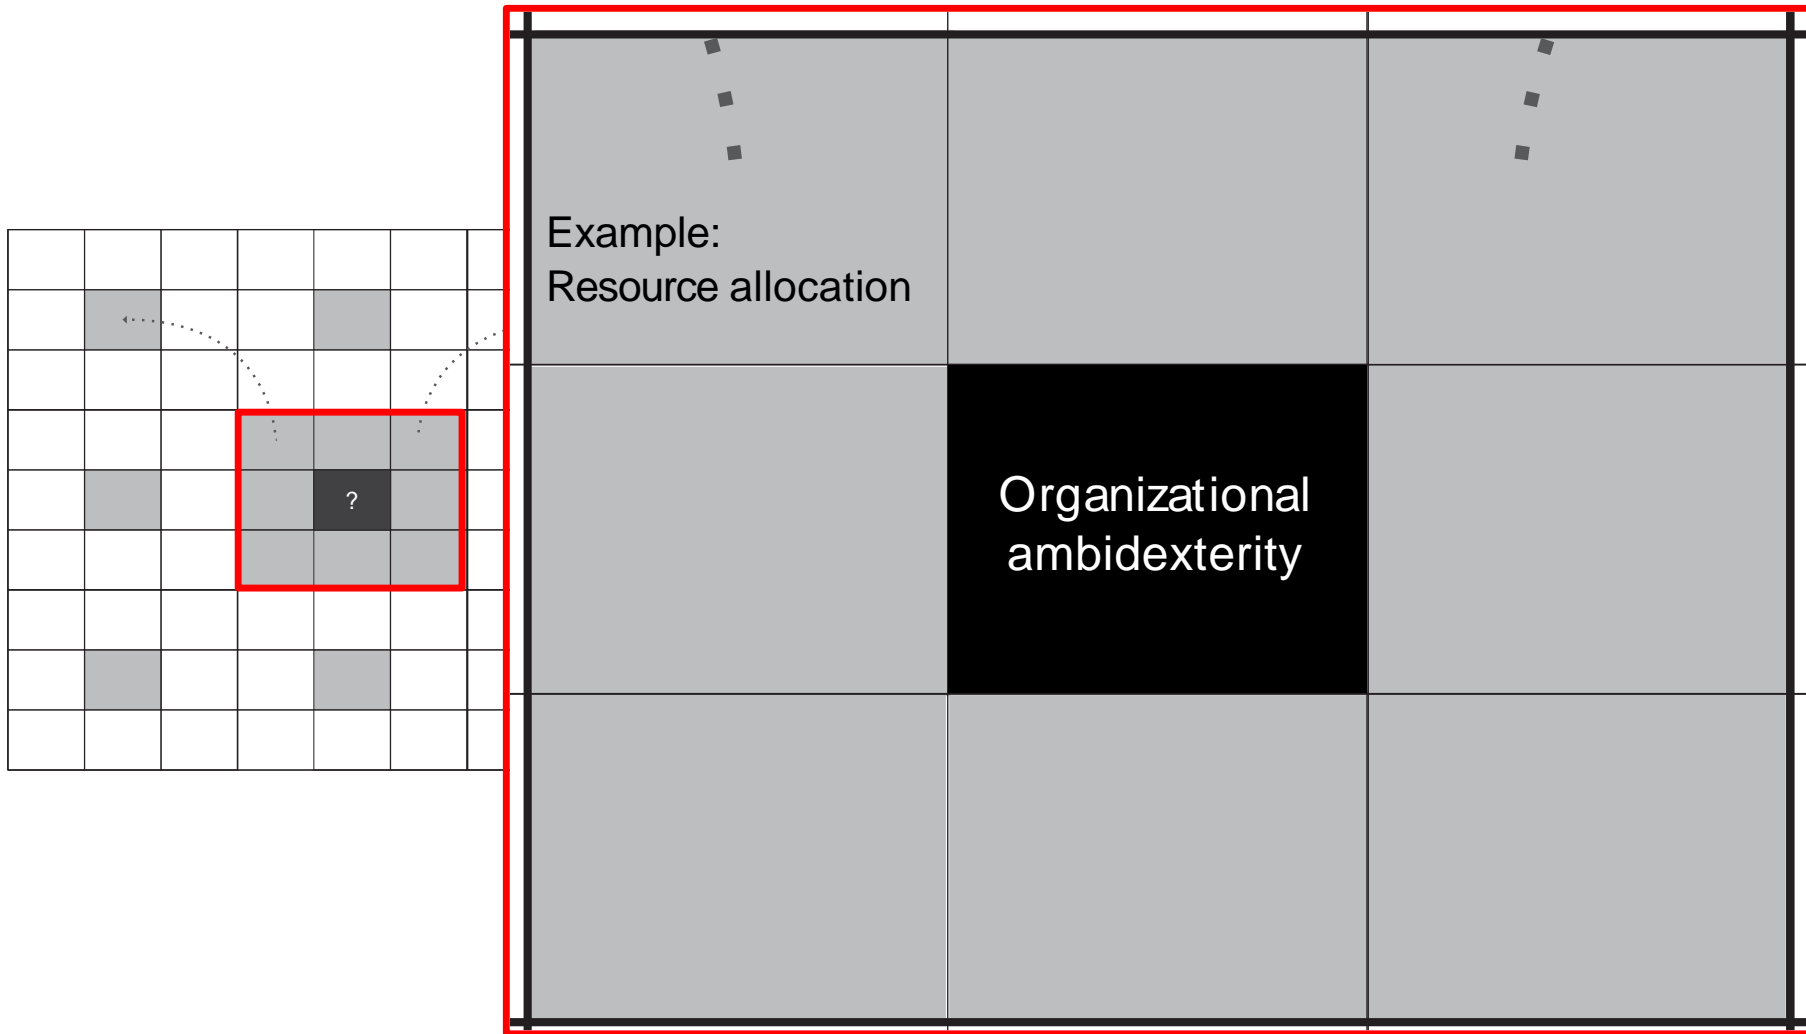 Example:
Resource allocation
?
Organizational
ambidexterity